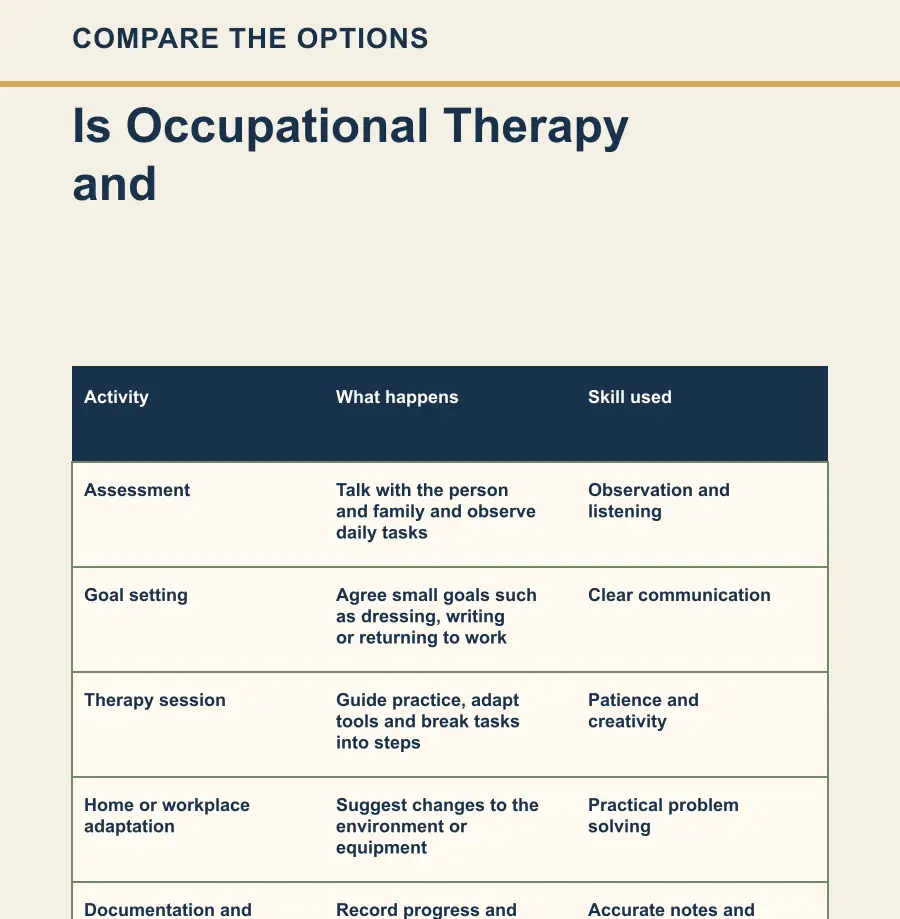 COMPARE THE OPTIONS
Is Occupational Therapy
and
Activity
What happens
Skill used
Assessment
Talk with the person
and family and observe
daily tasks
Observation and
listening
Goal setting
Agree small goals such
as dressing, writing
or returning to work
Clear communication
Therapy session
Guide practice, adapt
tools and break tasks
into steps
Patience and
creativity
Home or workplace
adaptation
Suggest changes to the
environment or
equipment
Practical problem
solving
Documentation and
Record progress and
Accurate notes and